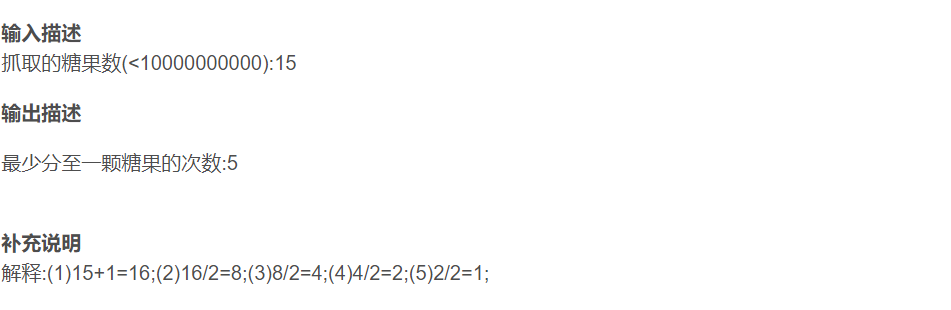 输入描述
抓取的糖果数(<10000000000):15
输出描述
最少分至一颗糖果的次数:5
补充说明
解释:(1)15+1=16;(2)16/2=8;(3)8/2=4;(4)4/2=2;(5)2/2=1;